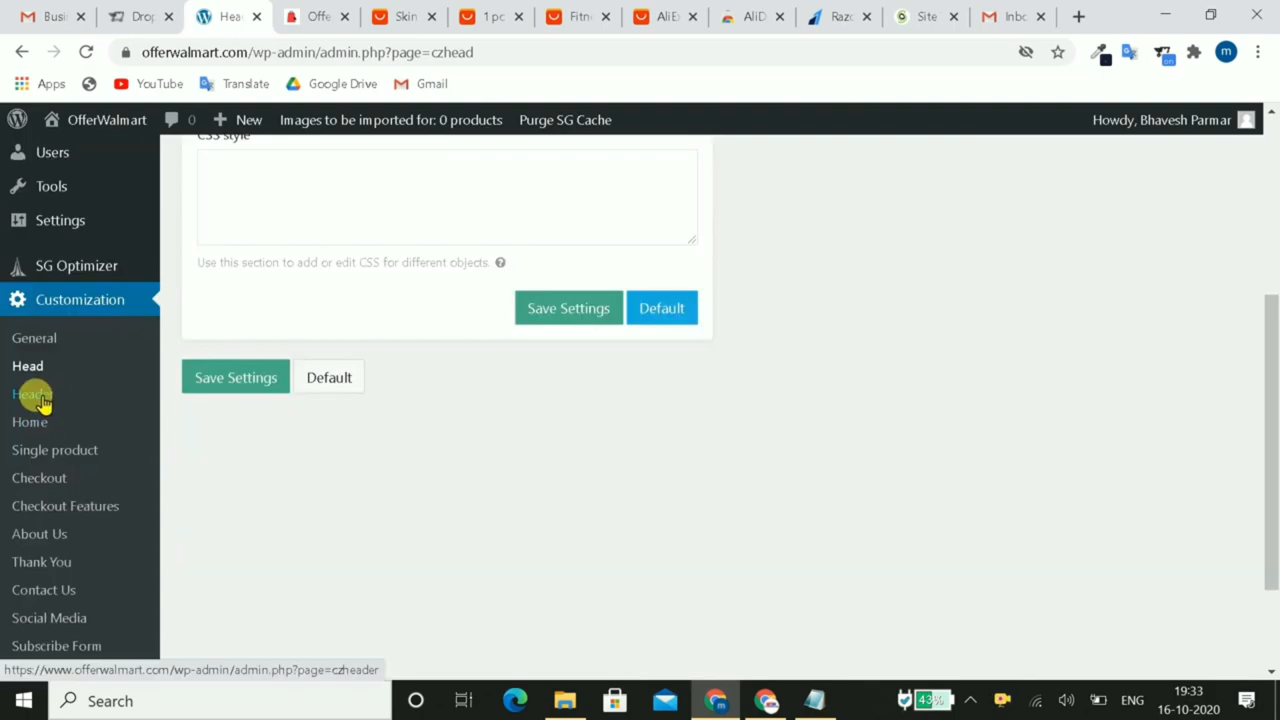 Busi
Drop
Hea
Offe
Skin
1 pc
Fitn
AliE
AliD
Razo
Site
Inbo
offerwalmart.com/wp-admin/admin.php?page=czhead
m
on
Apps
YouTube
Translate
Google Drive
Gmail
OfferWalmart
0
New
Images to be imported for: 0 products
Purge SG Cache
Howdy, Bhavesh Parmar
CSS style
Users
Tools
Settings
Use this section to add or edit CSS for different objects.
SG Optimizer
Customization
Save Settings
Default
General
Head
Save Settings
Default
Header
Home
Single product
Checkout
Checkout Features
About Us
Thank You
Contact Us
Social Media
Subscribe Form
https://www.offerwalmart.com/wp-admin/admin.php?page=czheader
Search
43%
ENG
19:33
16-10-2020